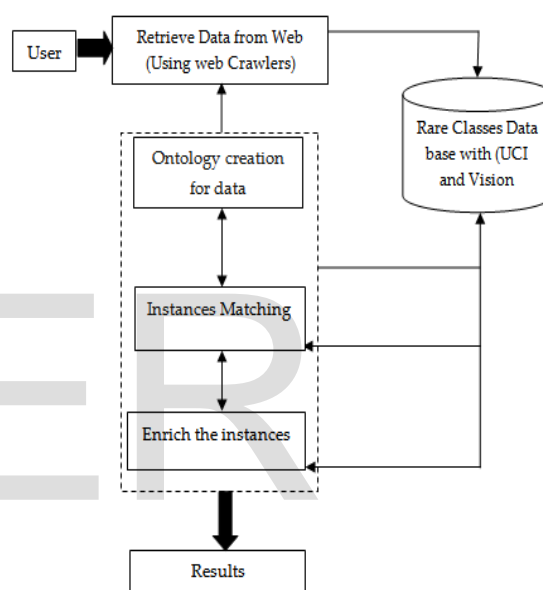 User
Retrieve Data from Web
(Using web Crawlers)
Rare Classes Data
base with (UCI
and Vision
Ontology creation
for data
Instances Matching
Enrich the instances
Results
ER